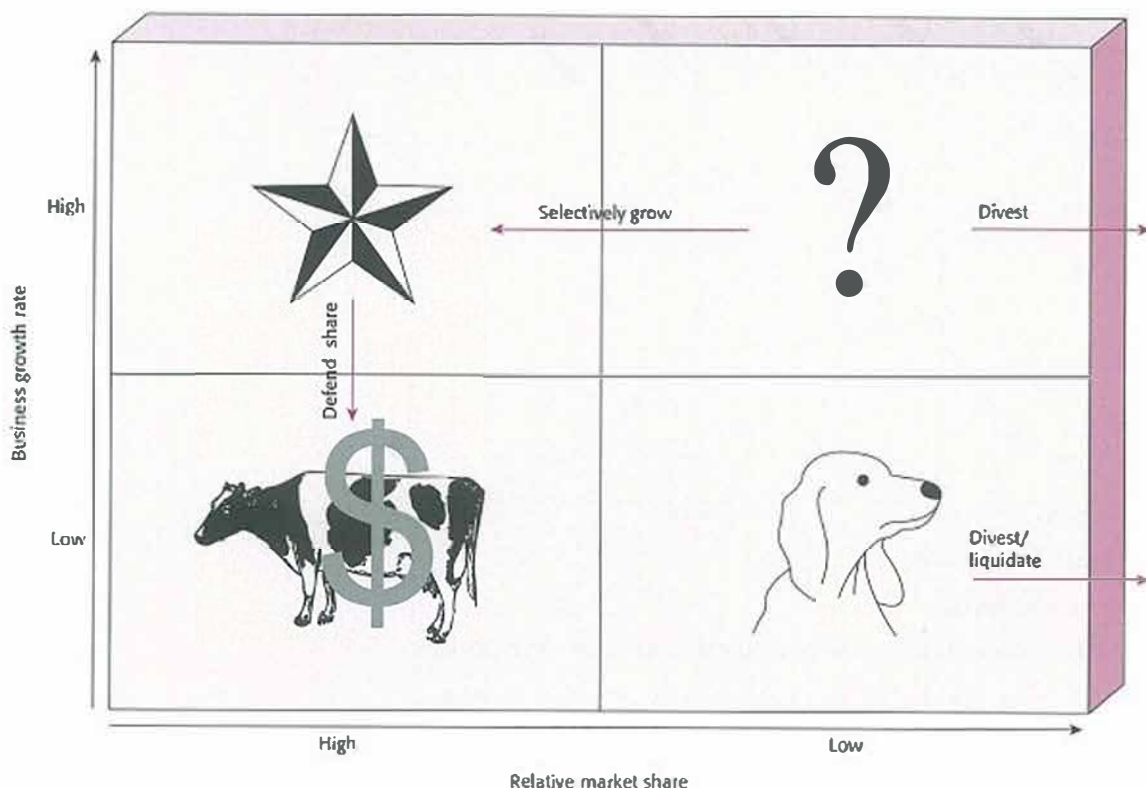 High
Selectively grow
?
Divest
Business growth rate
Defend share
$
Low
Divest/
liquidate
High
Low
Relative market share